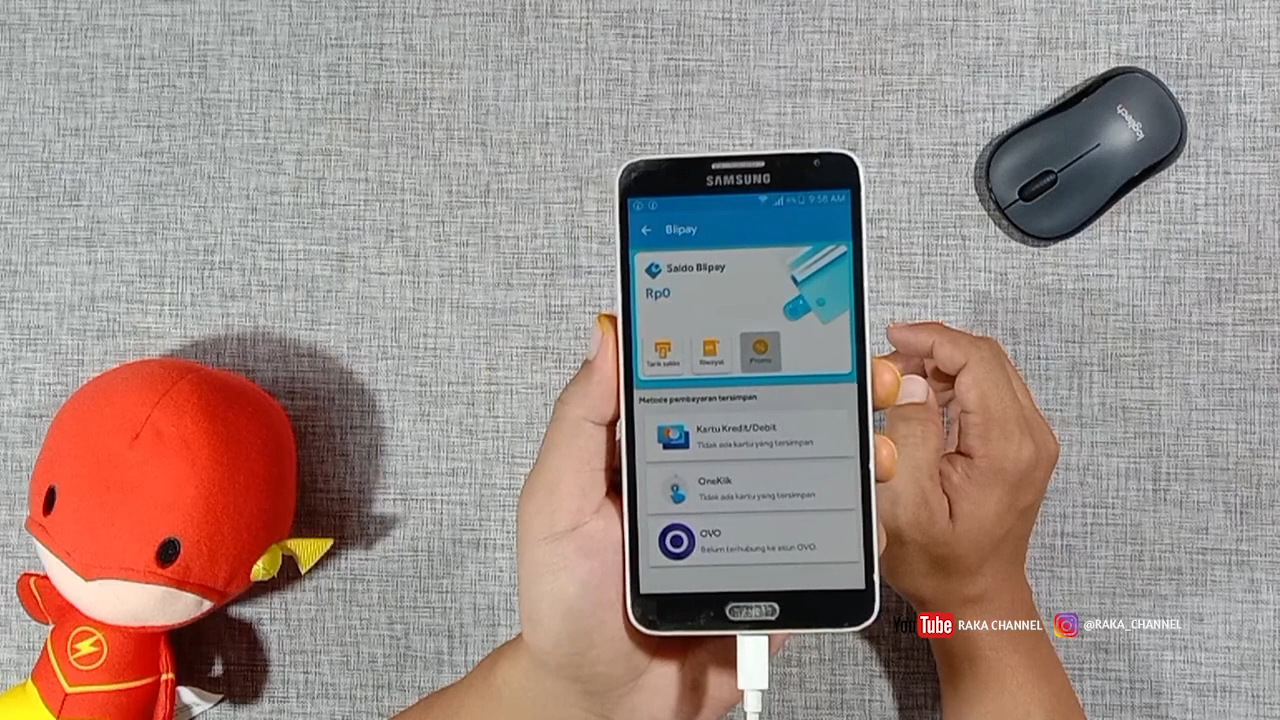 logitech
SAMSUNG
9:58 AM
Blipay
Saldo Blipay
Rp0
Tarik saldo
Riwayat
Promo
Metode pembayaran tersimpan
Kartu Kredit/Debit
Tidak ada kartu yang tersimpan
OneKlik
Tidak ada kartu yang tersimpan
OVO
Belum terhubung ke akun OVO.
YouTube RAKA CHANNEL @RAKA_CHANNEL